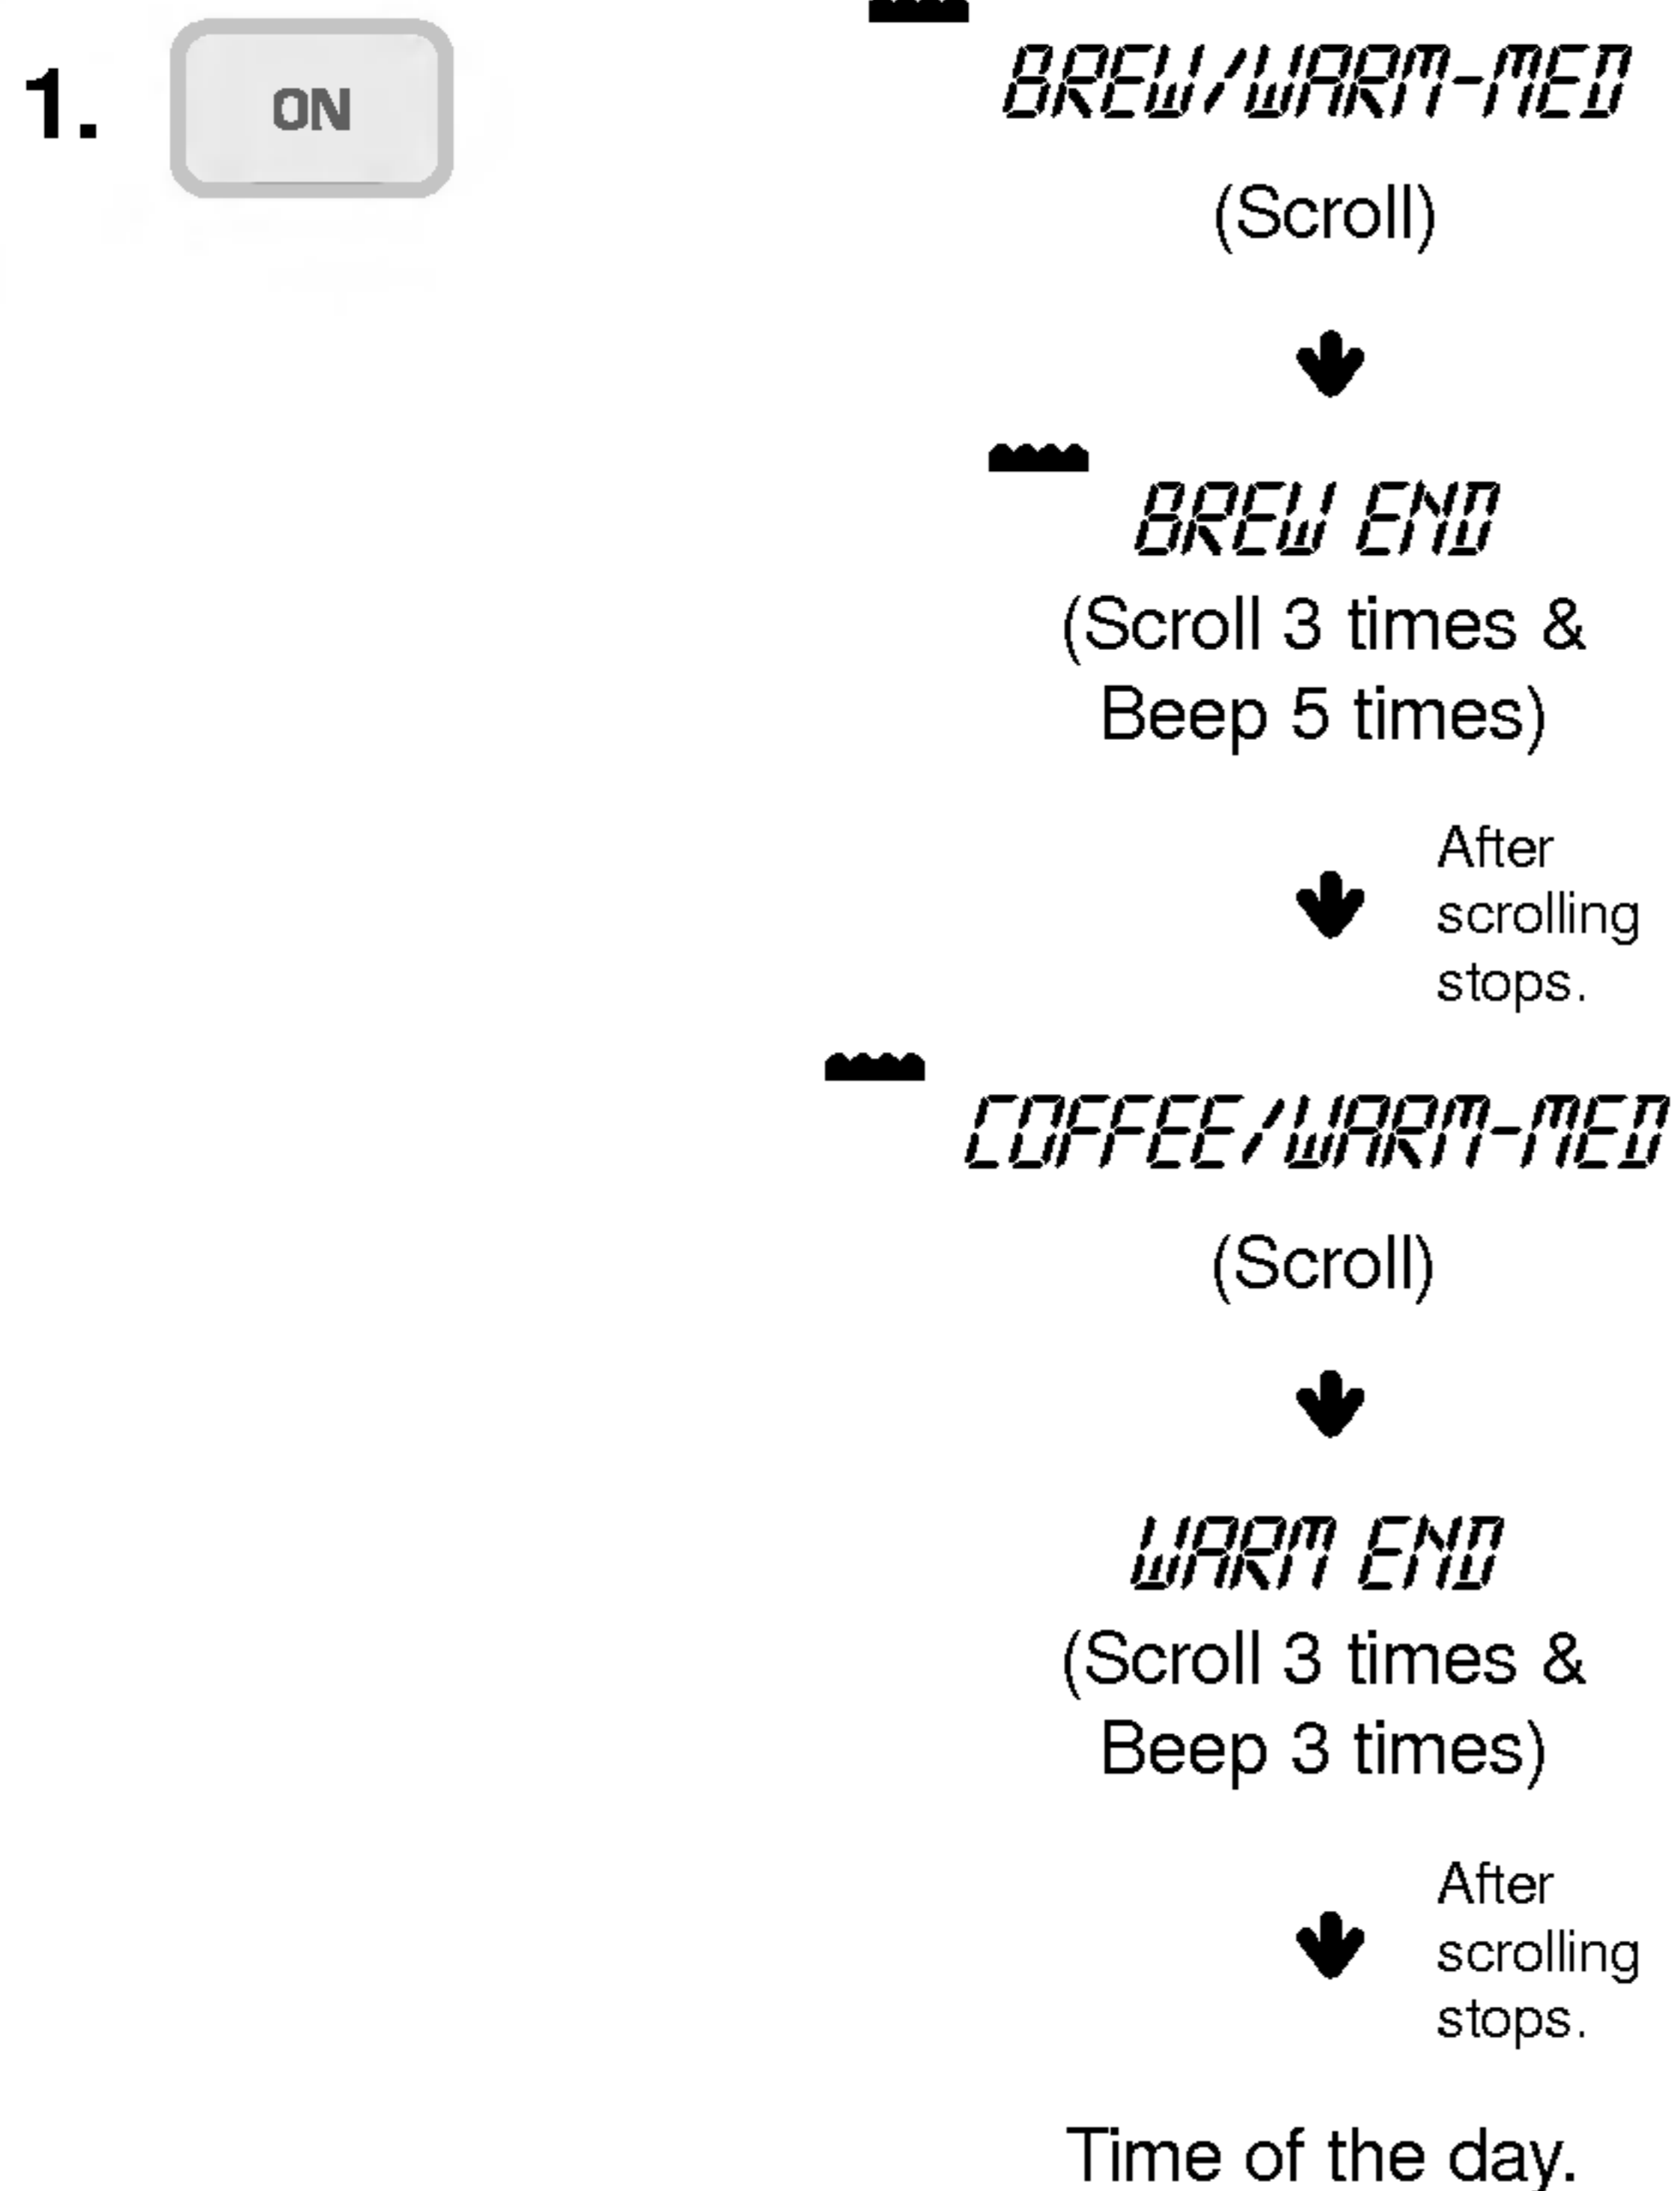 1. ON
BREW/WARM-MED
(Scroll)
BREW END
(Scroll 3 times &
Beep 5 times)
After
scrolling
stops.
COFFEE/WARM-MED
(Scroll)
WARM END
(Scroll 3 times &
Beep 3 times)
After
scrolling
stops.
Time of the day.